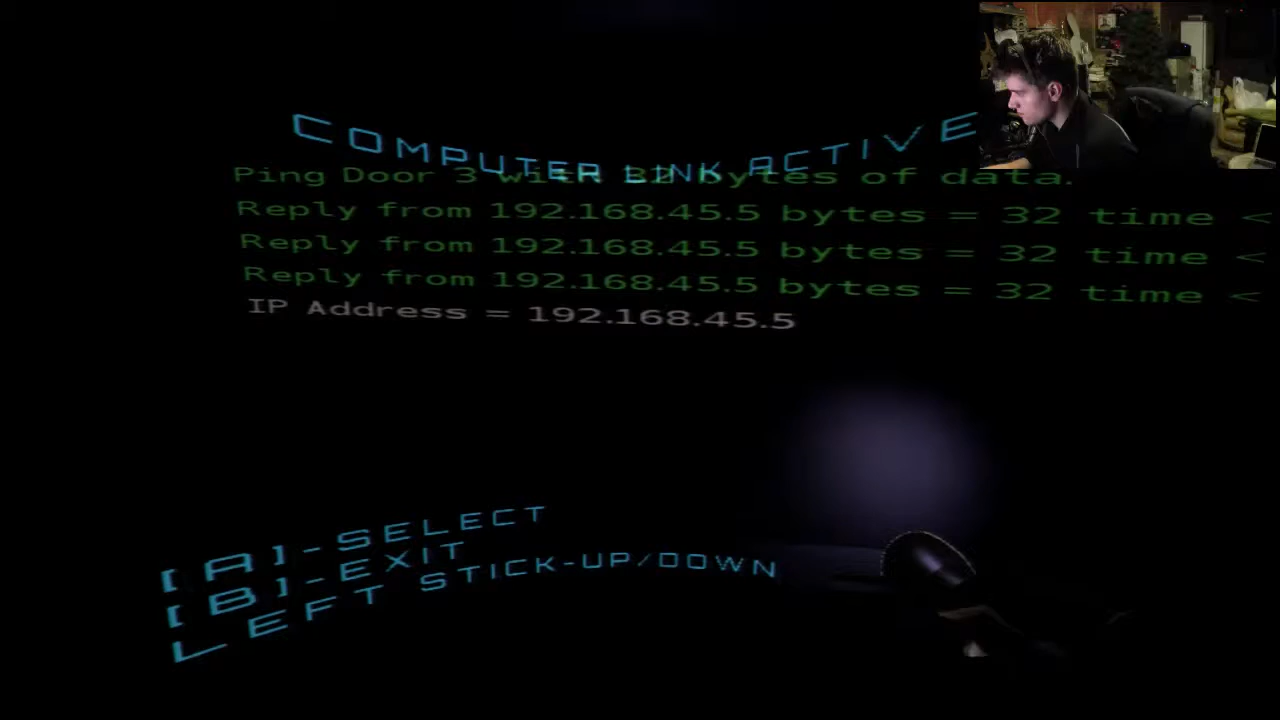 COMPUTER LINK ACTIVE
Ping Door 3 with 32 bytes of data.
Reply from 192.168.45.5 bytes = 32 time <
Reply from 192.168.45.5 bytes = 32 time <
Reply from 192.168.45.5 bytes = 32 time <
IP Address = 192.168.45.5
[A]-SELECT
[B]-EXIT
LEFT STICK-UP/DOWN